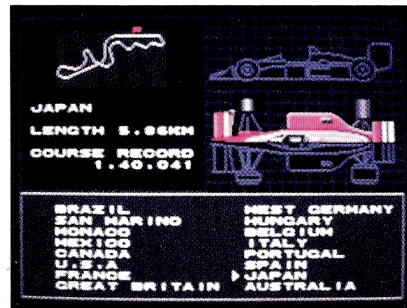 JAPAN
LENGTH 5.86KM
COURSE RECORD
1.40.041
BRAZIL
SAN MARINO
MONACO
MEXICO
CANADA
U.S.A
FRANCE
GREAT BRITAIN
WEST GERMANY
HUNGARY
BELGIUM
ITALY
PORTUGAL
SPAIN
JAPAN
AUSTRALIA